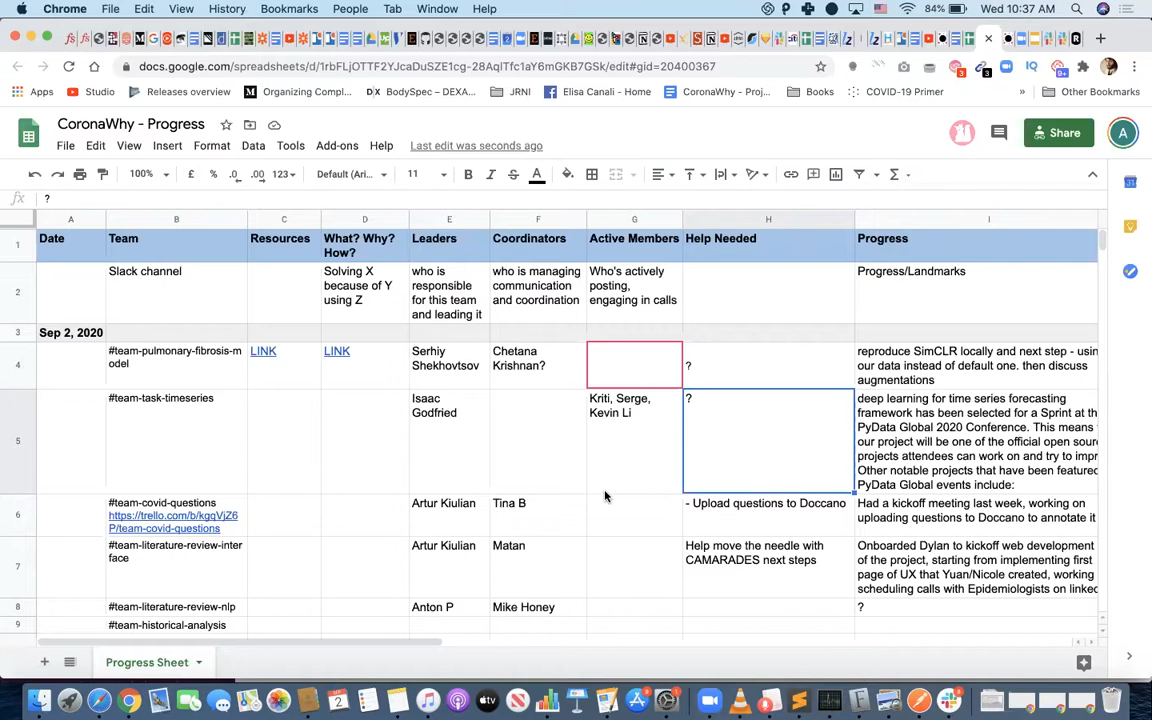 Chrome File Edit View History Bookmarks People Tab Window Help 84% Wed 10:37 AM
docs.google.com/spreadsheets/d/1rbFLjOTTF2YJcaDuSZE1cg-28AqITfc1aY6mGKB7GSk/edit#gid=20400367
Apps Studio Releases overview Organizing Compl... BodySpec – DEXA... JRNI Elisa Canali - Home CoronaWhy - Proj... Books COVID-19 Primer » Other Bookmarks
CoronaWhy - Progress
Share
A
File Edit View Insert Format Data Tools Add-ons Help Last edit was seconds ago
100% £ % .0 .00 123 Default (Ari... 11 B I S A Σ
fx ?
A B C D E F G H I
1 Date Team Resources What? Why? How? Leaders Coordinators Active Members Help Needed Progress
2 Slack channel Solving X because of Y using Z who is responsible for this team and leading it who is managing communication and coordination Who's actively posting, engaging in calls Progress/Landmarks
3 Sep 2, 2020
4 #team-pulmonary-fibrosis-model LINK LINK Serhiy Shekhovtsov Chetana Krishnan? ? reproduce SimCLR locally and next step - usin our data instead of default one. then discuss augmentations
5 #team-task-timeseries Isaac Godfried Kriti, Serge, Kevin Li ? deep learning for time series forecasting framework has been selected for a Sprint at th PyData Global 2020 Conference. This means our project will be one of the official open sourc projects attendees can work on and try to impr Other notable projects that have been featured PyData Global events include:
6 #team-covid-questions https://trello.com/b/kgqVjZ6P/team-covid-questions Artur Kiulian Tina B - Upload questions to Doccano Had a kickoff meeting last week, working on uploading questions to Doccano to annotate it
7 #team-literature-review-interface Artur Kiulian Matan Help move the needle with CAMARADES next steps Onboarded Dylan to kickoff web development of the project, starting from implementing first page of UX that Yuan/Nicole created, working scheduling calls with Epidemiologists on linked
8 #team-literature-review-nlp Anton P Mike Honey ?
9 #team-historical-analysis
Progress Sheet